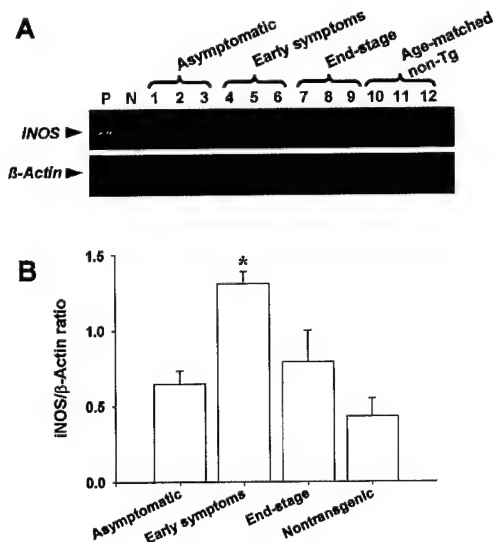 A
Asymptomatic
Early symptoms
End-stage
Age-matched
non-Tg
P N 1 2 3 4 5 6 7 8 9 10 11 12
iNOS
ß-Actin
B
iNOS/β-Actin ratio
1.5
1.0
0.5
0.0
*
Asymptomatic
Early symptoms
End-stage
Nontransgenic